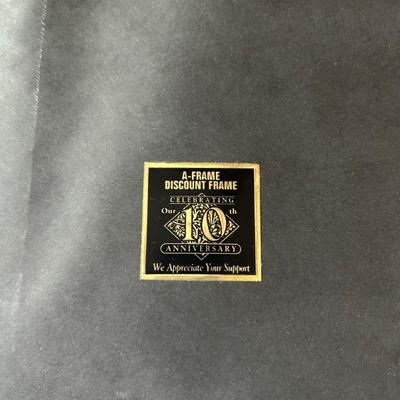 A-FRAME
DISCOUNT FRAME
CELEBRATING
Our 10 th
ANNIVERSARY
We Appreciate Your Support